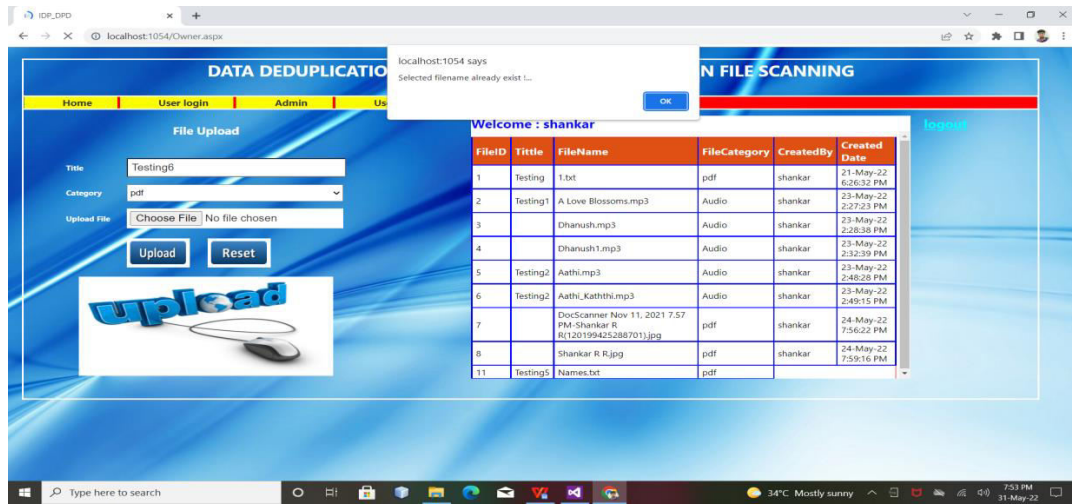 IDP_DPD
localhost:1054/Owner.aspx
localhost:1054 says
Selected filename already exist !...
OK
DATA DEDUPLICATIO
N FILE SCANNING
Home
User login
Admin
Us
File Upload
Title
Testing6
Category
pdf
Upload File
Choose File No file chosen
Upload
Reset
upload
Welcome : shankar
logout
FileID Tittle FileName FileCategory CreatedBy Created
Date
1 Testing 1.txt pdf shankar 21-May-22
6:26:32 PM
2 Testing1 A Love Blossoms.mp3 Audio shankar 23-May-22
2:27:23 PM
3 Dhanush.mp3 Audio shankar 23-May-22
2:28:38 PM
4 Dhanush1.mp3 Audio shankar 23-May-22
2:32:39 PM
5 Testing2 Aathi.mp3 Audio shankar 23-May-22
2:48:28 PM
6 Testing2 Aathi_Kaththi.mp3 Audio shankar 23-May-22
2:49:15 PM
7 DocScanner Nov 11, 2021 7.57
PM-Shankar R
R(120199425288701).jpg pdf shankar 24-May-22
7:56:22 PM
8 Shankar R R.jpg pdf shankar 24-May-22
7:59:16 PM
11 Testing5 Names.txt pdf
Type here to search
34°C Mostly sunny
7:53 PM
31-May-22